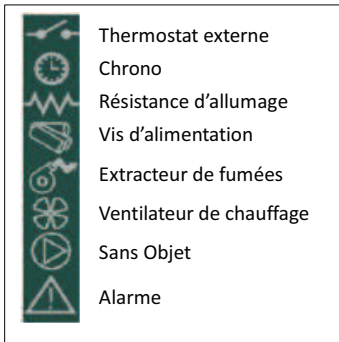 Thermostat externe
Chrono
Résistance d’allumage
Vis d’alimentation
Extracteur de fumées
Ventilateur de chauffage
Sans Objet
Alarme